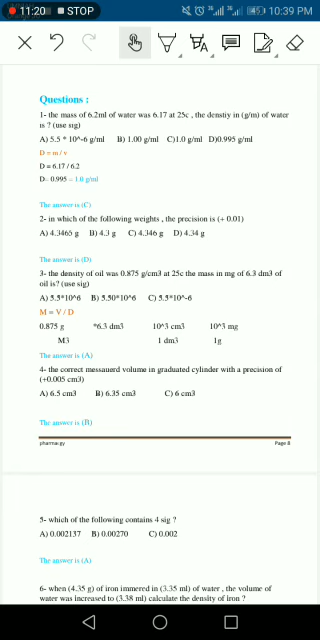 11:20 STOP 10:39 PM
Questions :
1- the mass of 6.2ml of water was 6.17 at 25c , the denstiy in (g/m) of water
is ? (use sig)
A) 5.5 * 10^-6 g/ml B) 1.00 g/ml C)1.0 g/ml D)0.995 g/ml
D = m / v
D = 6.17 / 6.2
D= 0.995 = 1.0 g/ml
The answer is (C)
2- in which of the following weights , the precision is (+ 0.01)
A) 4.3465 g B) 4.3 g C) 4.346 g D) 4.34 g
The answer is (D)
3- the density of oil was 0.875 g/cm3 at 25c the mass in mg of 6.3 dm3 of
oil is? (use sig)
A) 5.5*10^6 B) 5.50*10^6 C) 5.5*10^-6
M = V / D
0.875 g *6.3 dm3 10^3 cm3 10^3 mg
M3 1 dm3 1g
The answer is (A)
4- the correct messauerd volume in graduated cylinder with a precision of
(+0.005 cm3)
A) 6.5 cm3 B) 6.35 cm3 C) 6 cm3
The answer is (B)
pharmacgy Page 8
5- which of the following contains 4 sig ?
A) 0.002137 B) 0.00270 C) 0.002
The answer is (A)
6- when (4.35 g) of iron immered in (3.35 ml) of water , the volume of
water was increased to (3.38 ml) calculate the density of iron ?